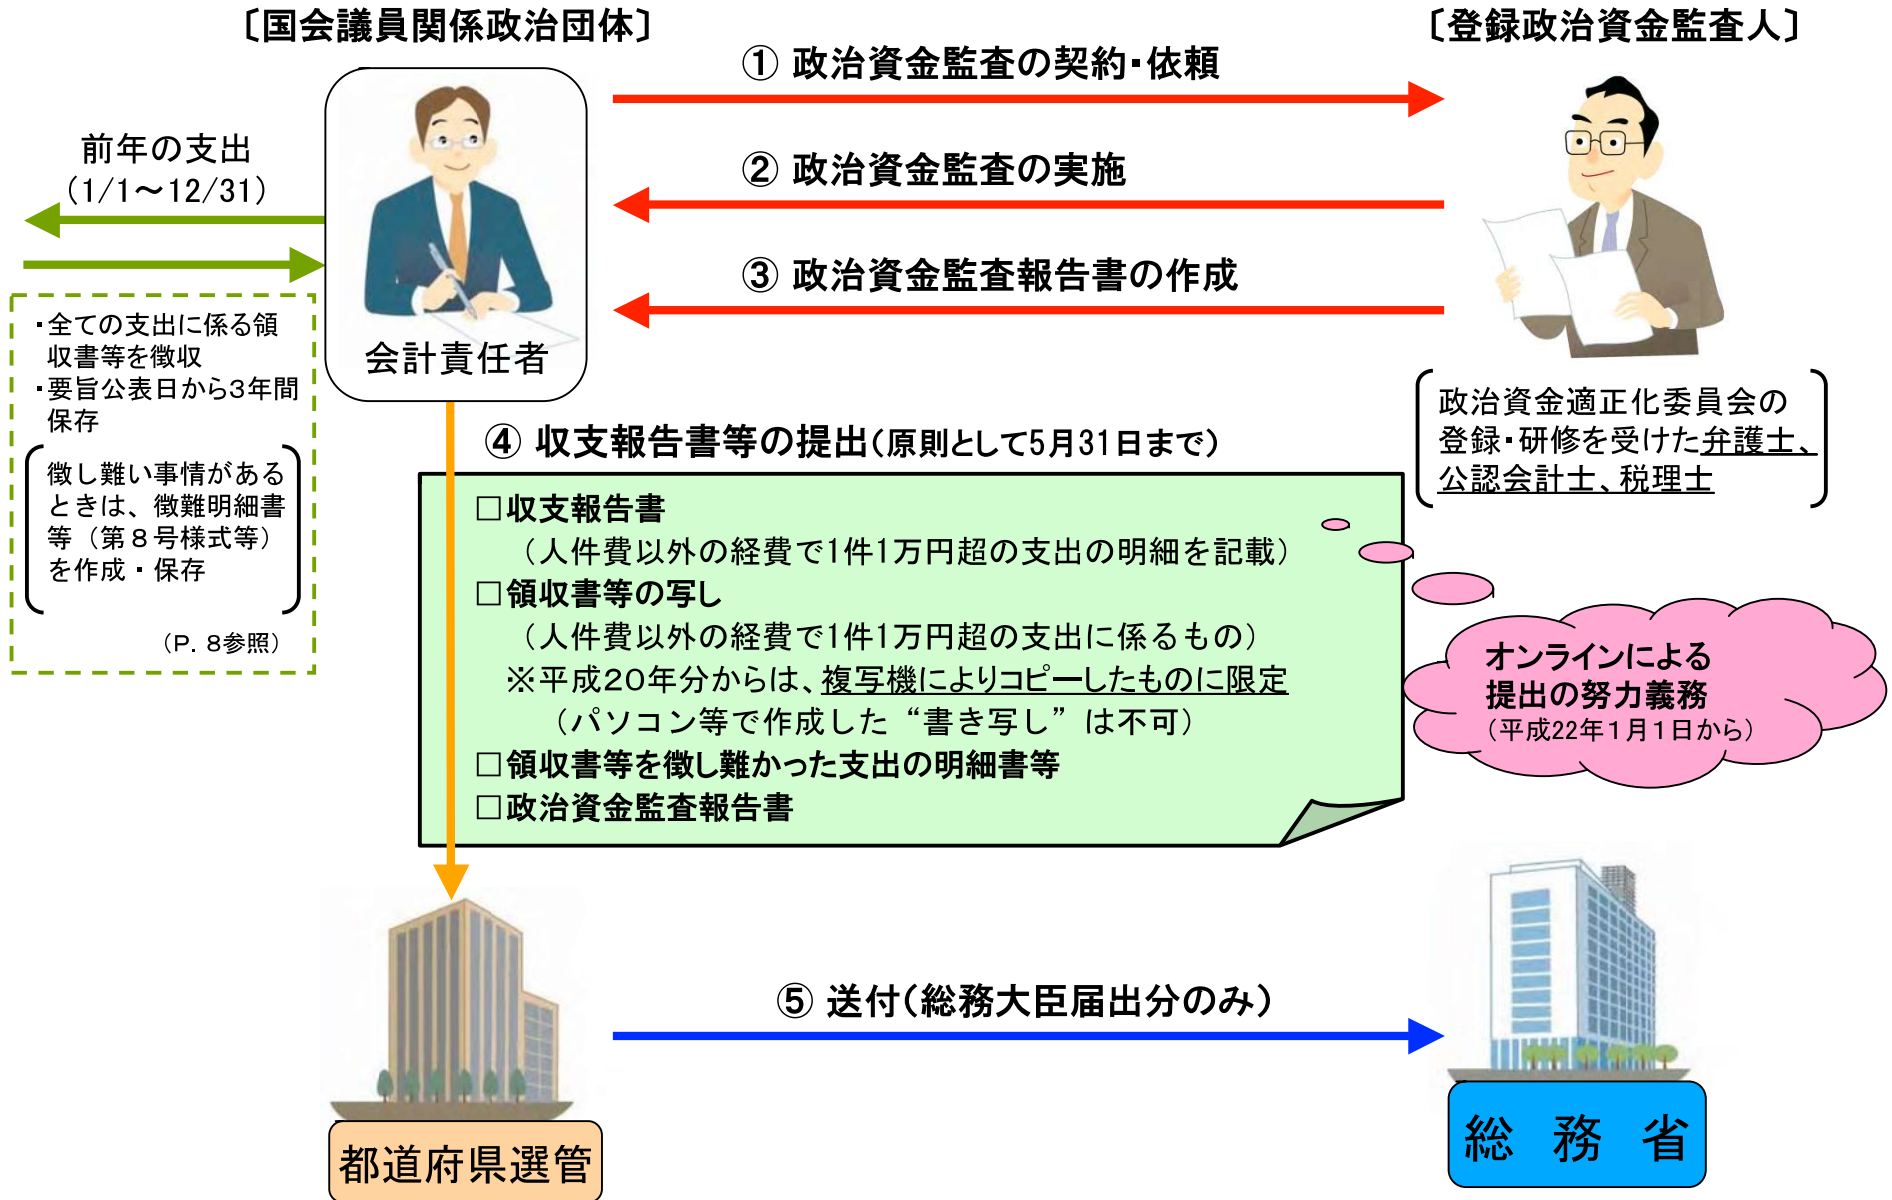 〔国会議員関係政治団体〕
〔登録政治資金監査人〕
① 政治資金監査の契約・依頼
② 政治資金監査の実施
③ 政治資金監査報告書の作成
前年の支出
（1/1～12/31）
会計責任者
・全ての支出に係る領
収書等を徴収
・要旨公表日から3年間
保存
徴し難い事情がある
ときは、徴難明細書
等（第８号様式等）
を作成・保存
（P．8参照）
政治資金適正化委員会の
登録・研修を受けた弁護士、
公認会計士、税理士
④ 収支報告書等の提出（原則として5月31日まで）
□収支報告書
（人件費以外の経費で1件1万円超の支出の明細を記載）
□領収書等の写し
（人件費以外の経費で1件1万円超の支出に係るもの）
※平成２０年分からは、複写機によりコピーしたものに限定
（パソコン等で作成した“書き写し”は不可）
□領収書等を徴し難かった支出の明細書等
□政治資金監査報告書
オンラインによる
提出の努力義務
（平成22年１月１日から）
⑤ 送付（総務大臣届出分のみ）
都道府県選管
総　務　省